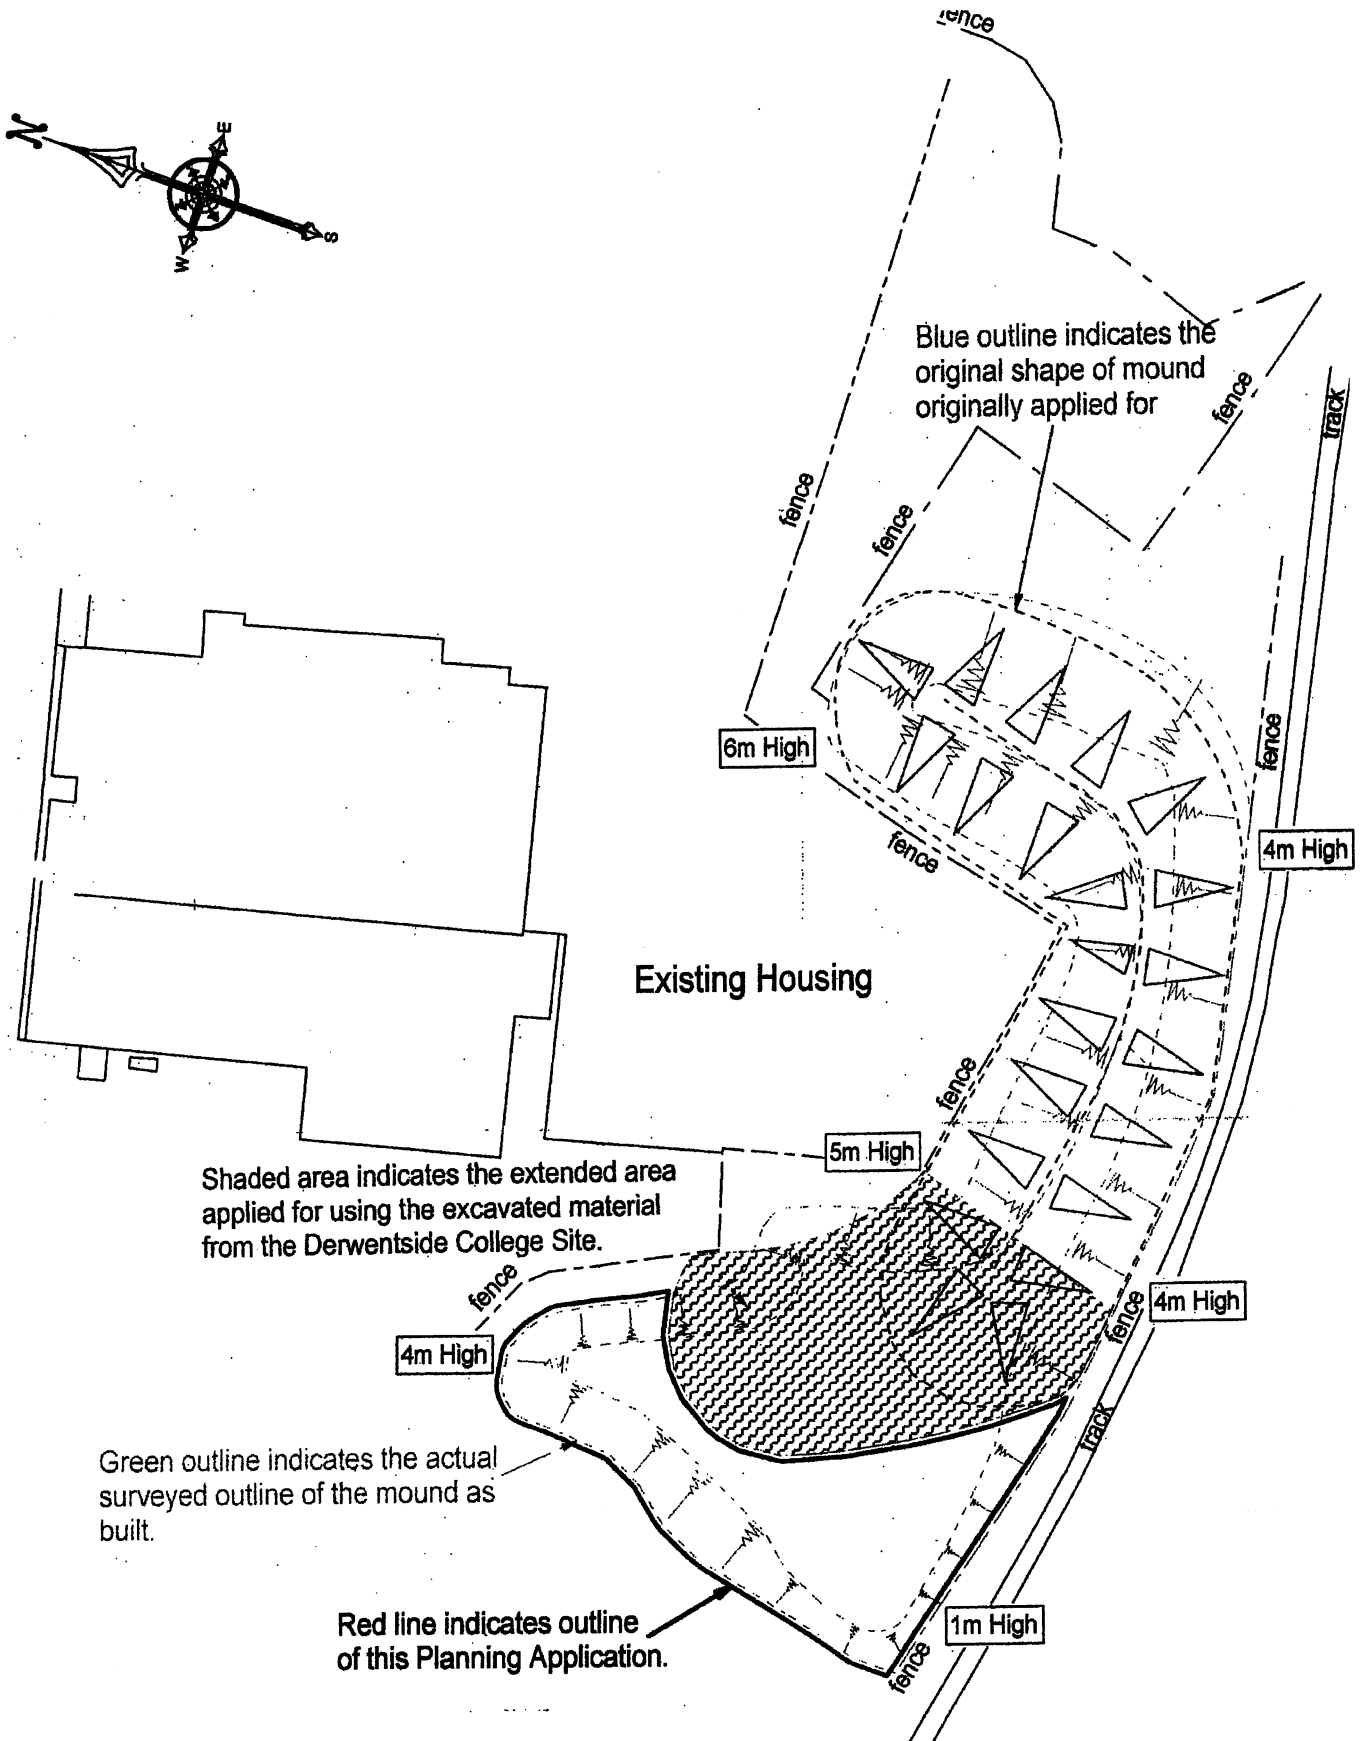 fence
N
E
W
S
Blue outline indicates the
original shape of mound
originally applied for
fence
track
fence
fence
6m High
fence
fence
4m High
Existing Housing
fence
5m High
Shaded area indicates the extended area
applied for using the excavated material
from the Derwentside College Site.
fence
4m High
fence
4m High
track
Green outline indicates the actual
surveyed outline of the mound as
built.
Red line indicates outline
of this Planning Application.
1m High
fence